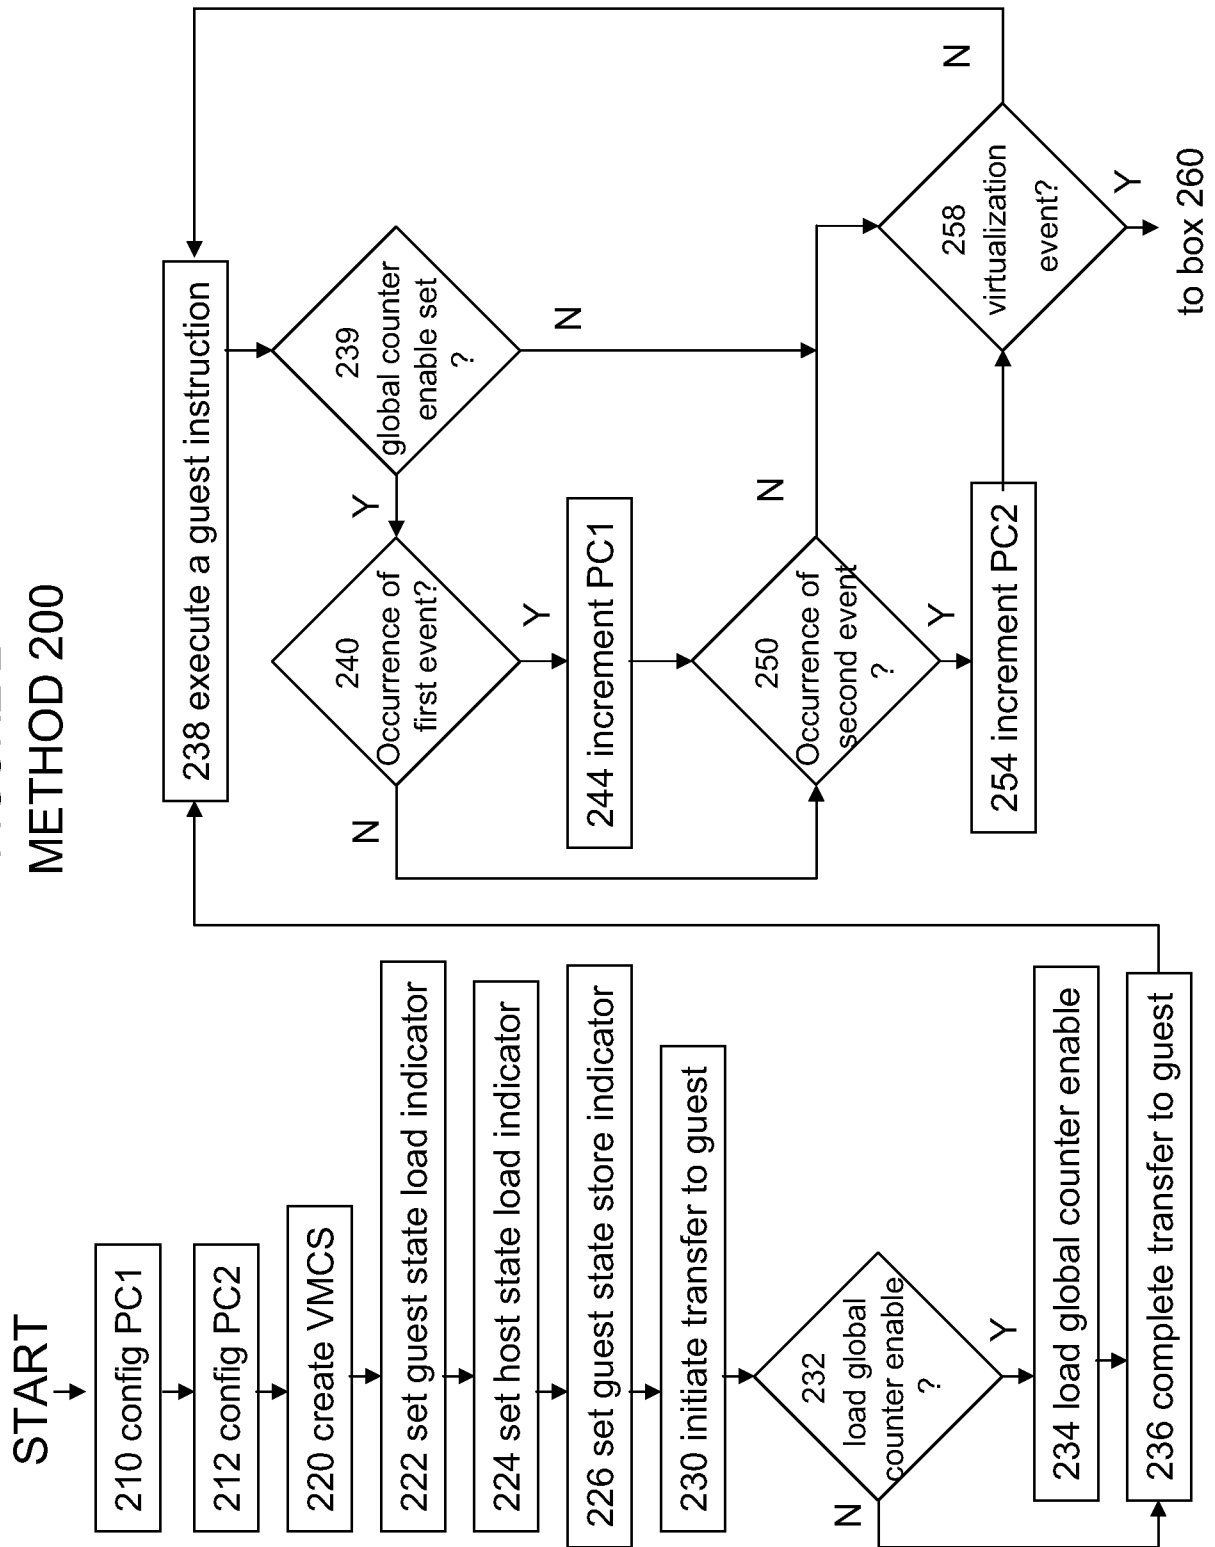 METHOD 200
START
210 config PC1
212 config PC2
220 create VMCS
222 set guest state load indicator
224 set host state load indicator
226 set guest state store indicator
230 initiate transfer to guest
232
load global
counter enable
?
N
Y
234 load global counter enable
236 complete transfer to guest
238 execute a guest instruction
239
global counter
enable set
?
Y
N
240
Occurrence of
first event?
N
Y
244 increment PC1
250
Occurrence of
second event
?
N
Y
254 increment PC2
258
virtualization
event?
N
Y
to box 260